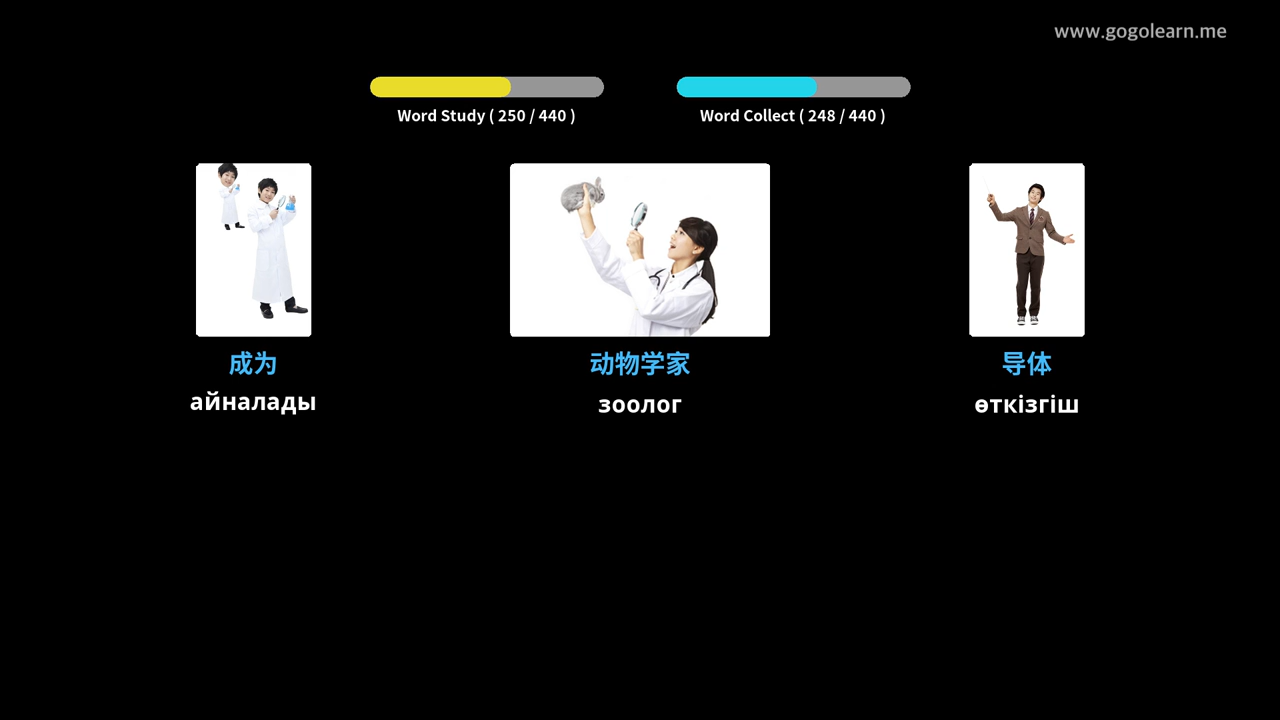 www.gogolearn.me
Word Study ( 250 / 440 )
Word Collect ( 248 / 440 )
成为
айналады
动物学家
зоолог
导体
өткізгіш